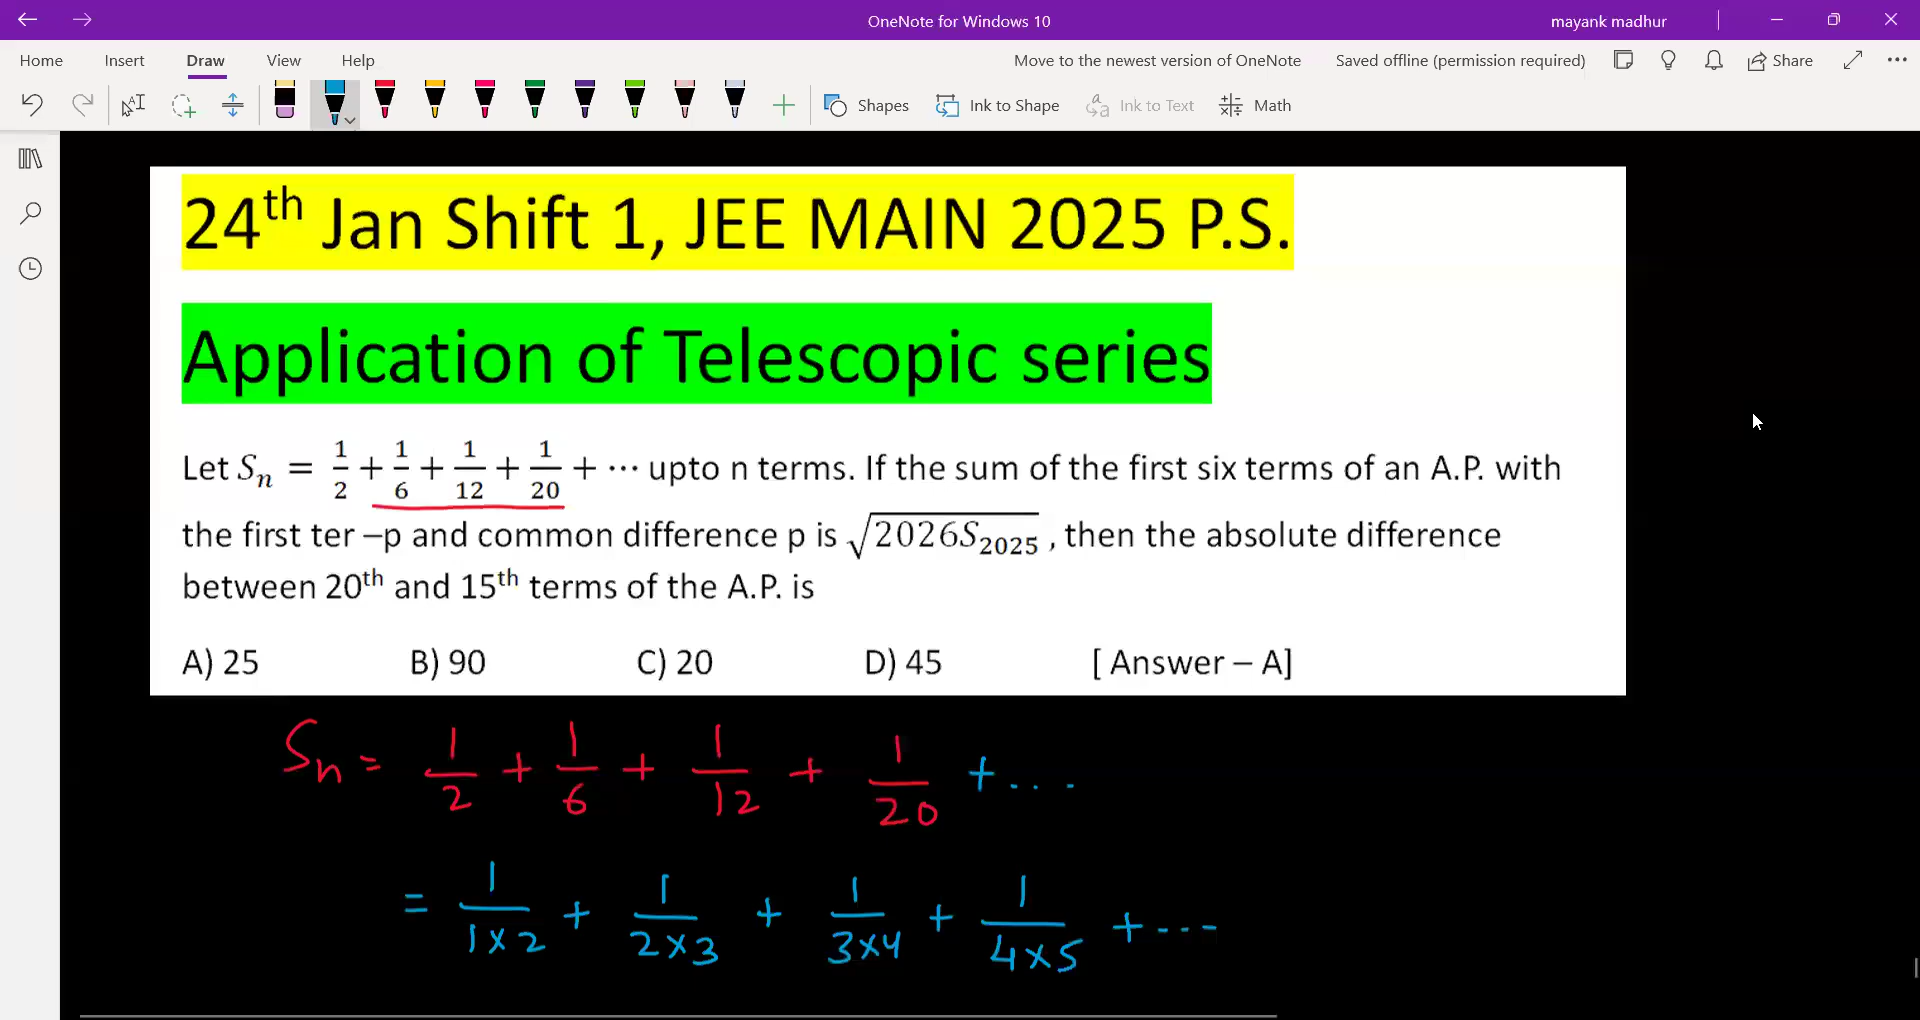 OneNote for Windows 10
mayank madhur
Home Insert Draw View Help
Move to the newest version of OneNote Saved offline (permission required) Share
Shapes Ink to Shape Ink to Text Math
24th Jan Shift 1, JEE MAIN 2025 P.S.
Application of Telescopic series
Let Sₙ = 1/2 + 1/6 + 1/12 + 1/20 + ⋯ upto n terms. If the sum of the first six terms of an A.P. with
the first ter –p and common difference p is √(2026S₂₀₂₅) , then the absolute difference
between 20th and 15th terms of the A.P. is
A) 25 B) 90 C) 20 D) 45 [ Answer – A]
Sₙ = 1/2 + 1/6 + 1/12 + 1/20 + ...
= 1/(1×2) + 1/(2×3) + 1/(3×4) + 1/(4×5) + ---